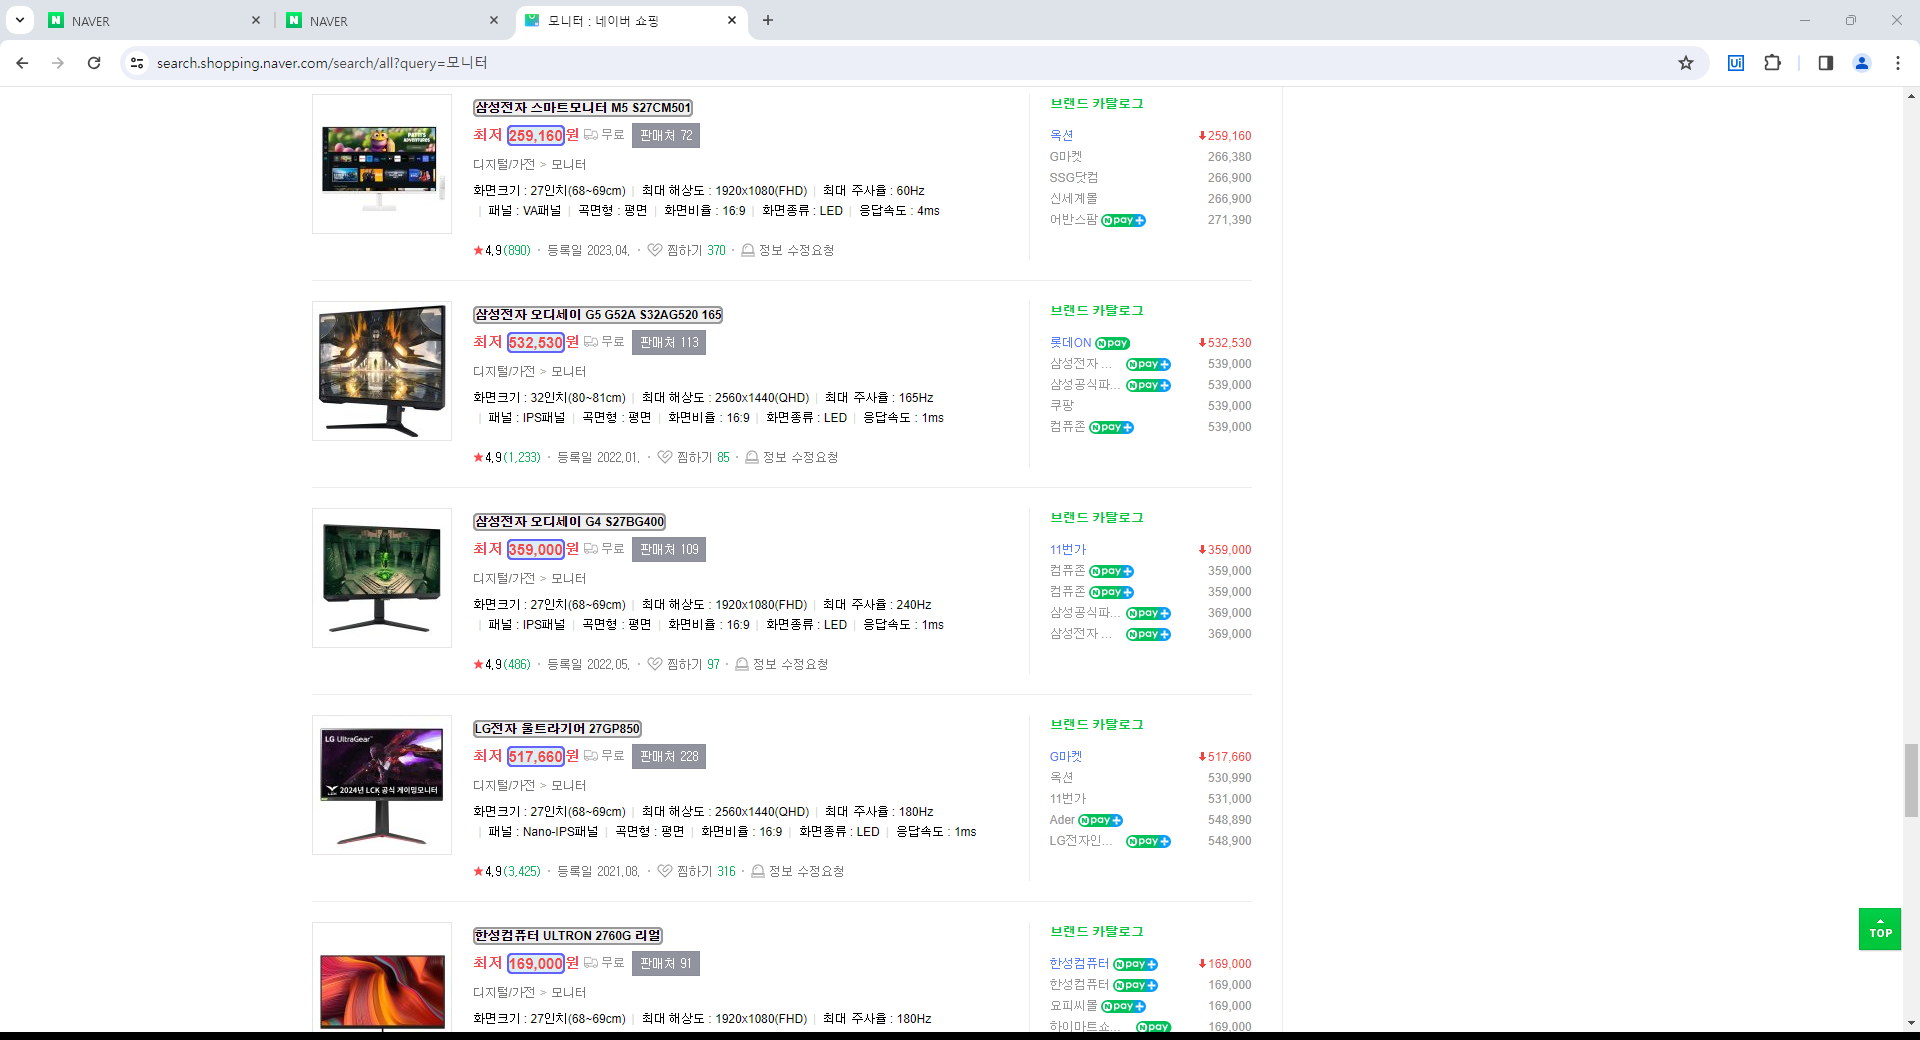 NAVER
NAVER
모니터 : 네이버 쇼핑
search.shopping.naver.com/search/all?query=모니터
삼성전자 스마트모니터 M5 S27CM501
최저 259,160원 무료 판매처 72
디지털/가전 > 모니터
화면크기 : 27인치(68~69cm) | 최대 해상도 : 1920x1080(FHD) | 최대 주사율 : 60Hz
| 패널 : VA패널 | 곡면형 : 평면 | 화면비율 : 16:9 | 화면종류 : LED | 응답속도 : 4ms
★4.9(890) · 등록일 2023.04. · 찜하기 370 · 정보 수정요청
브랜드 카탈로그
옥션 259,160
G마켓 266,380
SSG닷컴 266,900
신세계몰 266,900
어반스팜 N pay+ 271,390
삼성전자 오디세이 G5 G52A S32AG520 165
최저 532,530원 무료 판매처 113
디지털/가전 > 모니터
화면크기 : 32인치(80~81cm) | 최대 해상도 : 2560x1440(QHD) | 최대 주사율 : 165Hz
| 패널 : IPS패널 | 곡면형 : 평면 | 화면비율 : 16:9 | 화면종류 : LED | 응답속도 : 1ms
★4.9(1,233) · 등록일 2022.01. · 찜하기 85 · 정보 수정요청
브랜드 카탈로그
롯데ON N pay 532,530
삼성전자 ... N pay+ 539,000
삼성공식파... N pay+ 539,000
쿠팡 539,000
컴퓨존 N pay+ 539,000
삼성전자 오디세이 G4 S27BG400
최저 359,000원 무료 판매처 109
디지털/가전 > 모니터
화면크기 : 27인치(68~69cm) | 최대 해상도 : 1920x1080(FHD) | 최대 주사율 : 240Hz
| 패널 : IPS패널 | 곡면형 : 평면 | 화면비율 : 16:9 | 화면종류 : LED | 응답속도 : 1ms
★4.9(486) · 등록일 2022.05. · 찜하기 97 · 정보 수정요청
브랜드 카탈로그
11번가 359,000
컴퓨존 N pay+ 359,000
컴퓨존 N pay+ 359,000
삼성공식파... N pay+ 369,000
삼성전자 ... N pay+ 369,000
LG UltraGear
2024년 LCK 공식 게이밍모니터
LG전자 울트라기어 27GP850
최저 517,660원 무료 판매처 228
디지털/가전 > 모니터
화면크기 : 27인치(68~69cm) | 최대 해상도 : 2560x1440(QHD) | 최대 주사율 : 180Hz
| 패널 : Nano-IPS패널 | 곡면형 : 평면 | 화면비율 : 16:9 | 화면종류 : LED | 응답속도 : 1ms
★4.9(3,425) · 등록일 2021.08. · 찜하기 316 · 정보 수정요청
브랜드 카탈로그
G마켓 517,660
옥션 530,990
11번가 531,000
Ader N pay+ 548,890
LG전자인... N pay+ 548,900
한성컴퓨터 ULTRON 2760G 리얼
최저 169,000원 무료 판매처 91
디지털/가전 > 모니터
화면크기 : 27인치(68~69cm) | 최대 해상도 : 1920x1080(FHD) | 최대 주사율 : 180Hz
브랜드 카탈로그
한성컴퓨터 N pay+ 169,000
한성컴퓨터 N pay+ 169,000
요피씨몰 N pay+ 169,000
하이마트쇼... N pay 169,000
TOP